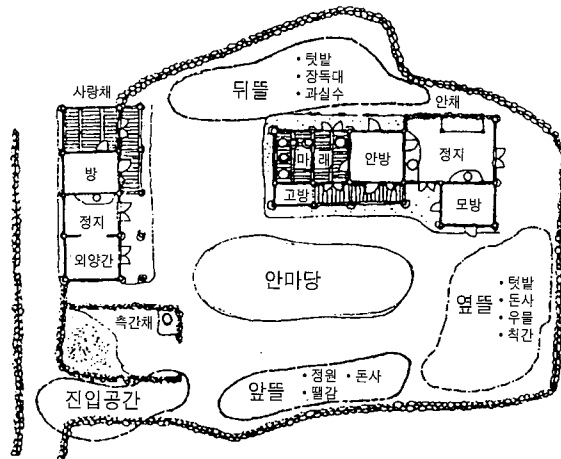 • 텃밭
뒤뜰 • 장독대
• 과실수
사랑채
안채
마래
안방
정지
방
고방
모방
정지
외양간
안마당
옆뜰
• 텃밭
• 돈사
• 우물
• 칙간
측간채
앞뜰
• 정원 • 돈사
• 땔감
진입공간